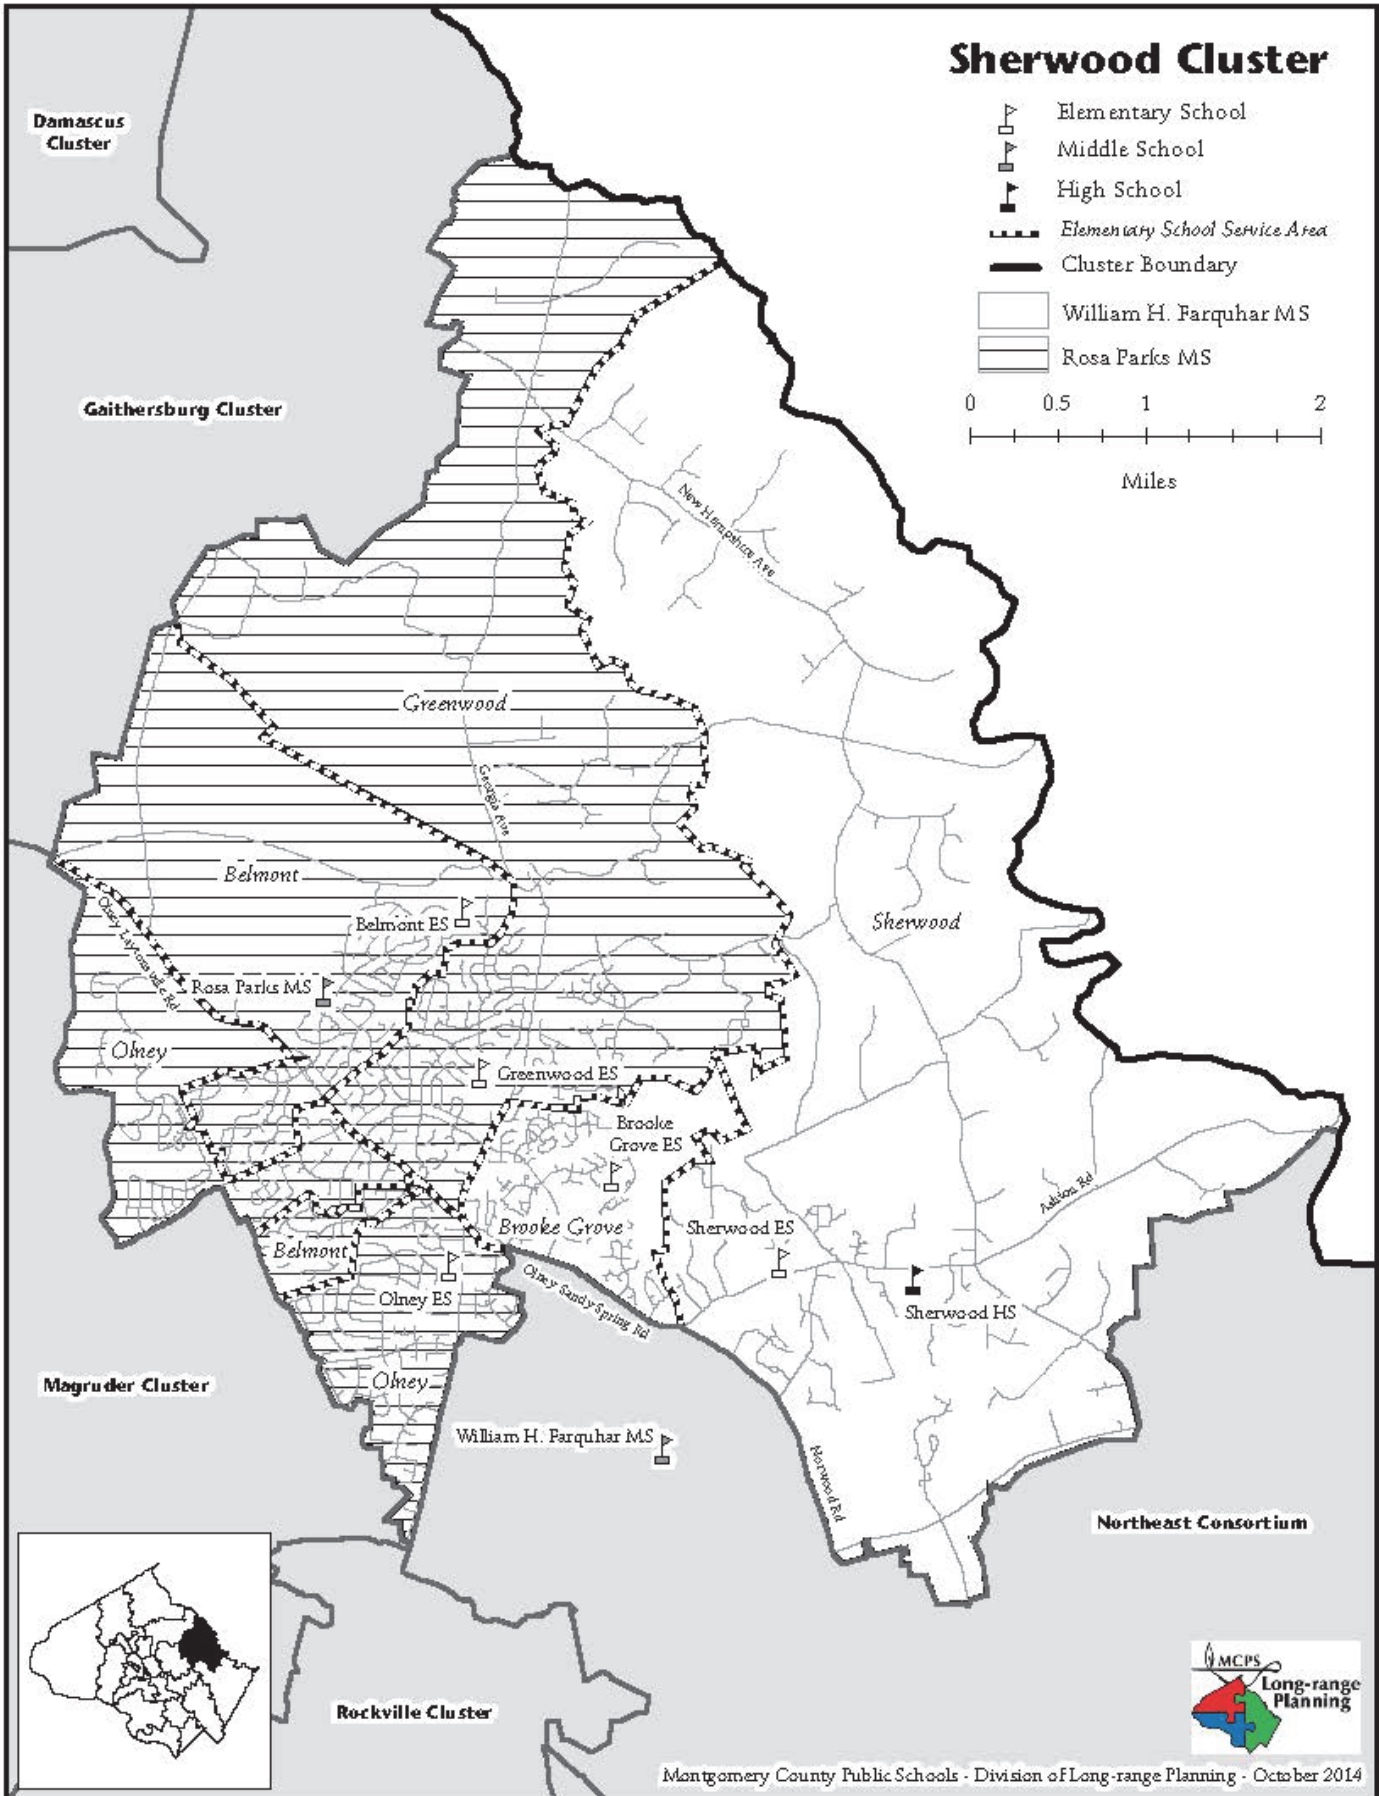 Sherwood Cluster
Elementary School
Middle School
High School
Elementary School Service Area
Cluster Boundary
William H. Farquhar MS
Rosa Parks MS
0 0.5 1 2
Miles
Damascus
Cluster
Gaithersburg Cluster
New Hampshire Ave
Greenwood
Georgia Ave
Belmont
Belmont ES
Sherwood
Olney Laytonsville Rd
Rosa Parks MS
Olney
Greenwood ES
Brooke
Grove ES
Ashton Rd
Brooke Grove
Sherwood ES
Belmont
Olney ES
Olney Sandy Spring Rd
Sherwood HS
Olney
Magruder Cluster
William H. Farquhar MS
Norwood Rd
Northeast Consortium
Rockville Cluster
MCPS
Long-range
Planning
Montgomery County Public Schools - Division of Long-range Planning - October 2014